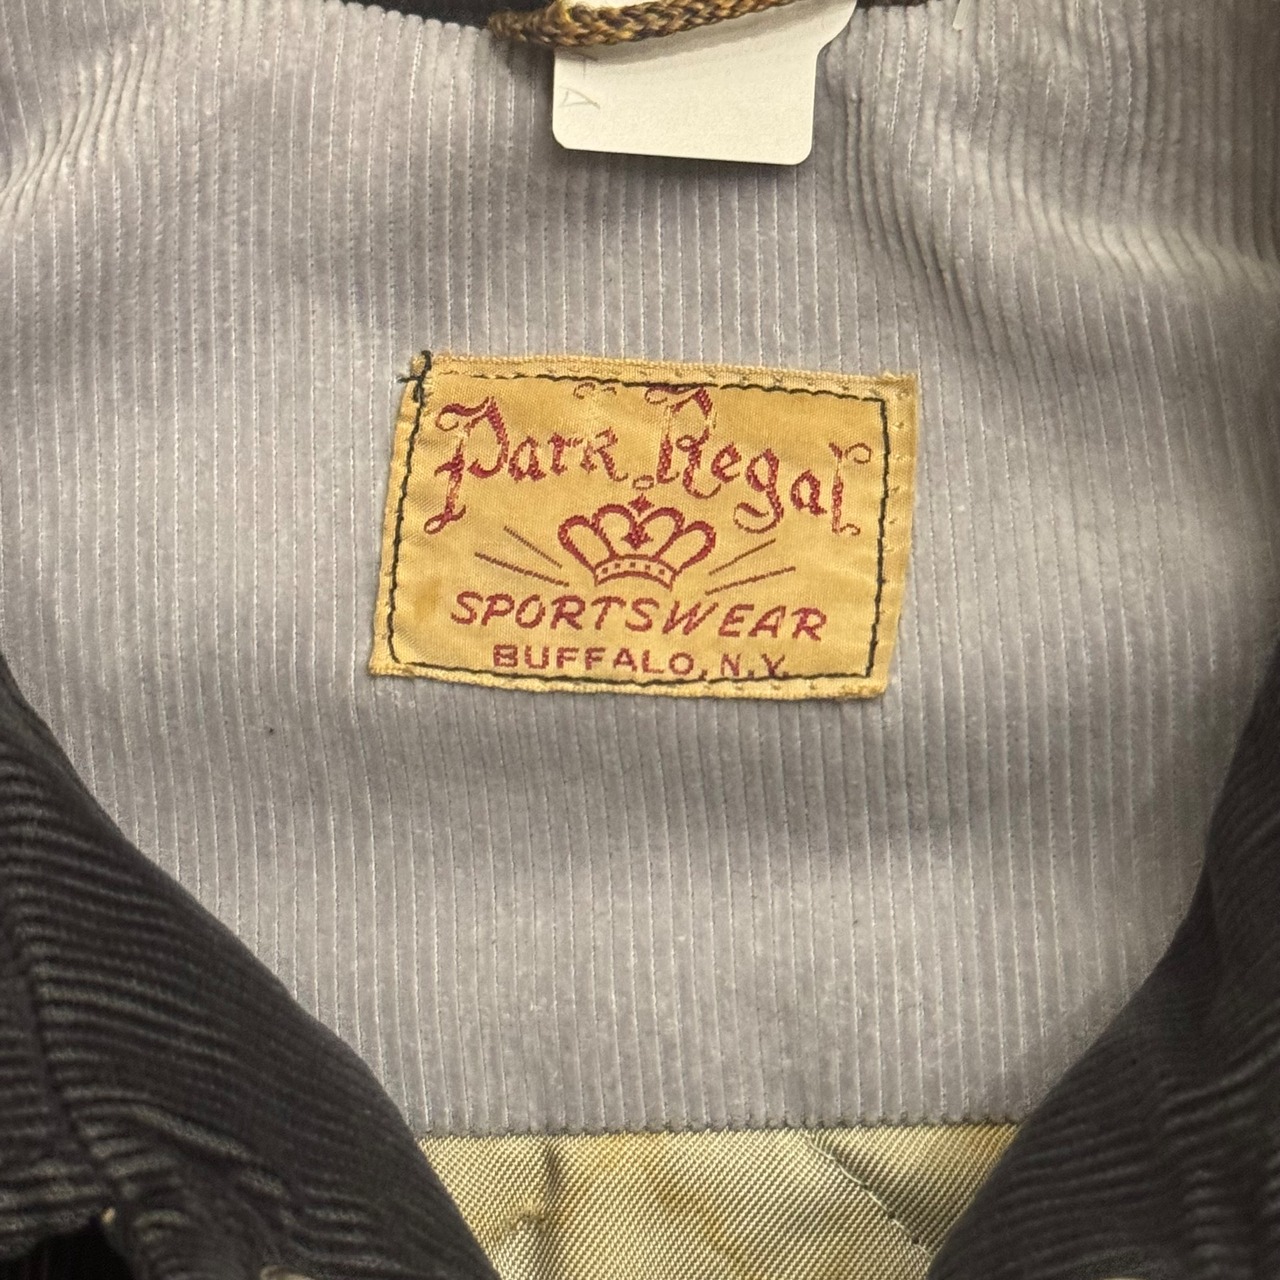 Park Regal
SPORTSWEAR
BUFFALO, N.Y.